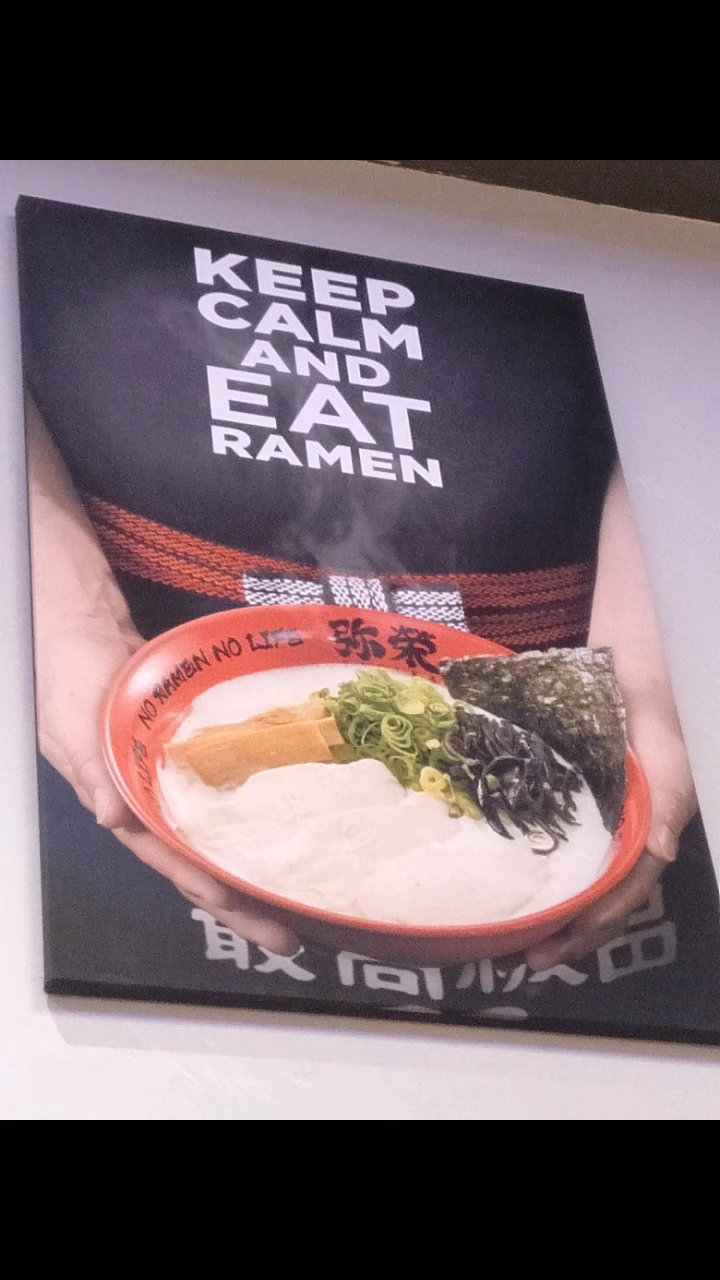 KEEP
CALM
AND
EAT
RAMEN
NO RAMEN NO LIFE 弥栄